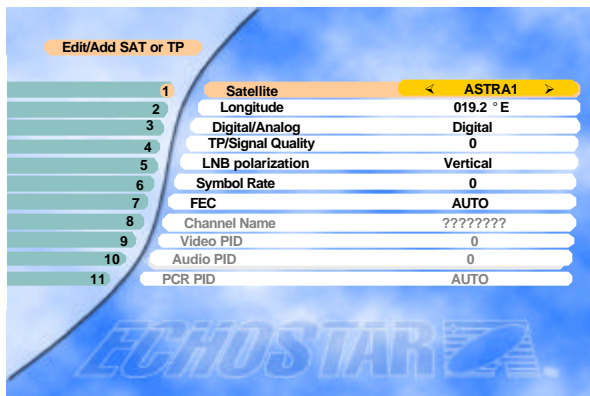 Edit/Add SAT or TP
1 Satellite ASTRA1
2 Longitude 019.2 °E
3 Digital/Analog Digital
4 TP/Signal Quality 0
5 LNB polarization Vertical
6 Symbol Rate 0
7 FEC AUTO
8 Channel Name ????????
9 Video PID 0
10 Audio PID 0
11 PCR PID AUTO
ECHOSTAR